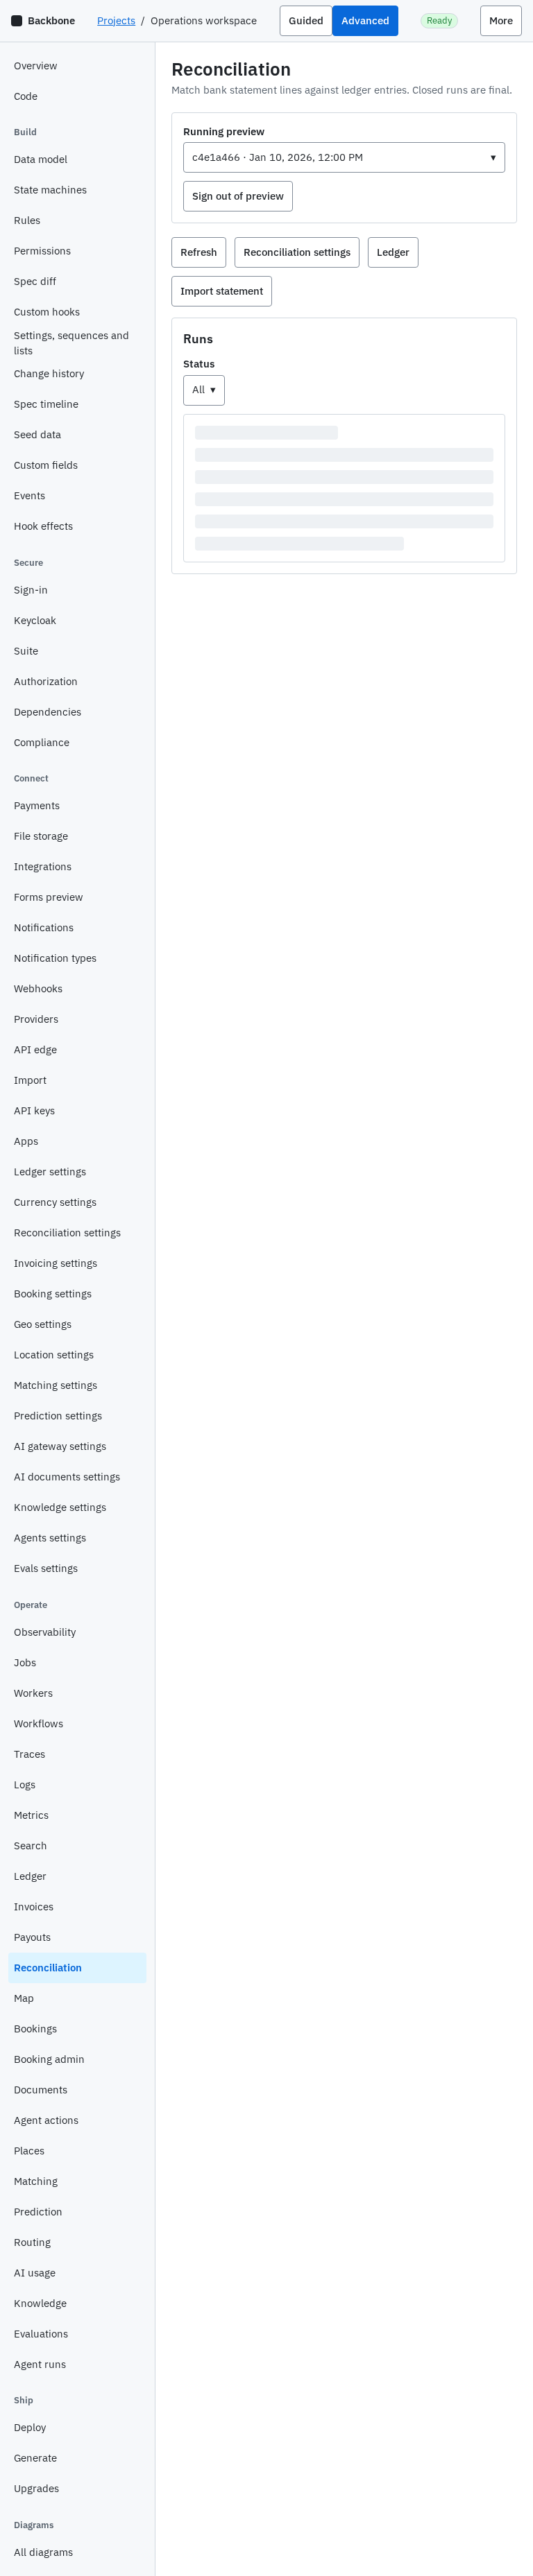 Backbone
Projects / Operations workspace
Guided
Advanced
Ready
More
Overview
Code
Build
Data model
State machines
Rules
Permissions
Spec diff
Custom hooks
Settings, sequences and
lists
Change history
Spec timeline
Seed data
Custom fields
Events
Hook effects
Secure
Sign-in
Keycloak
Suite
Authorization
Dependencies
Compliance
Connect
Payments
File storage
Integrations
Forms preview
Notifications
Notification types
Webhooks
Providers
API edge
Import
API keys
Apps
Ledger settings
Currency settings
Reconciliation settings
Invoicing settings
Booking settings
Geo settings
Location settings
Matching settings
Prediction settings
AI gateway settings
AI documents settings
Knowledge settings
Agents settings
Evals settings
Operate
Observability
Jobs
Workers
Workflows
Traces
Logs
Metrics
Search
Ledger
Invoices
Payouts
Reconciliation
Map
Bookings
Booking admin
Documents
Agent actions
Places
Matching
Prediction
Routing
AI usage
Knowledge
Evaluations
Agent runs
Ship
Deploy
Generate
Upgrades
Diagrams
All diagrams
Reconciliation
Match bank statement lines against ledger entries. Closed runs are final.
Running preview
c4e1a466 · Jan 10, 2026, 12:00 PM
Sign out of preview
Refresh
Reconciliation settings
Ledger
Import statement
Runs
Status
All